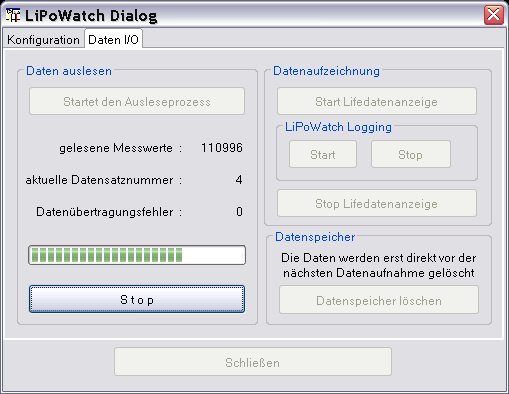 LiPoWatch Dialog
Konfiguration Daten I/O
Daten auslesen
Startet den Ausleseprozess
gelesene Messwerte : 110996
aktuelle Datensatznummer : 4
Datenübertragungsfehler : 0
Stop
Datenaufzeichnung
Start Lifedatenanzeige
LiPoWatch Logging
Start Stop
Stop Lifedatenanzeige
Datenspeicher
Die Daten werden erst direkt vor der
nächsten Datenaufnahme gelöscht
Datenspeicher löschen
Schließen